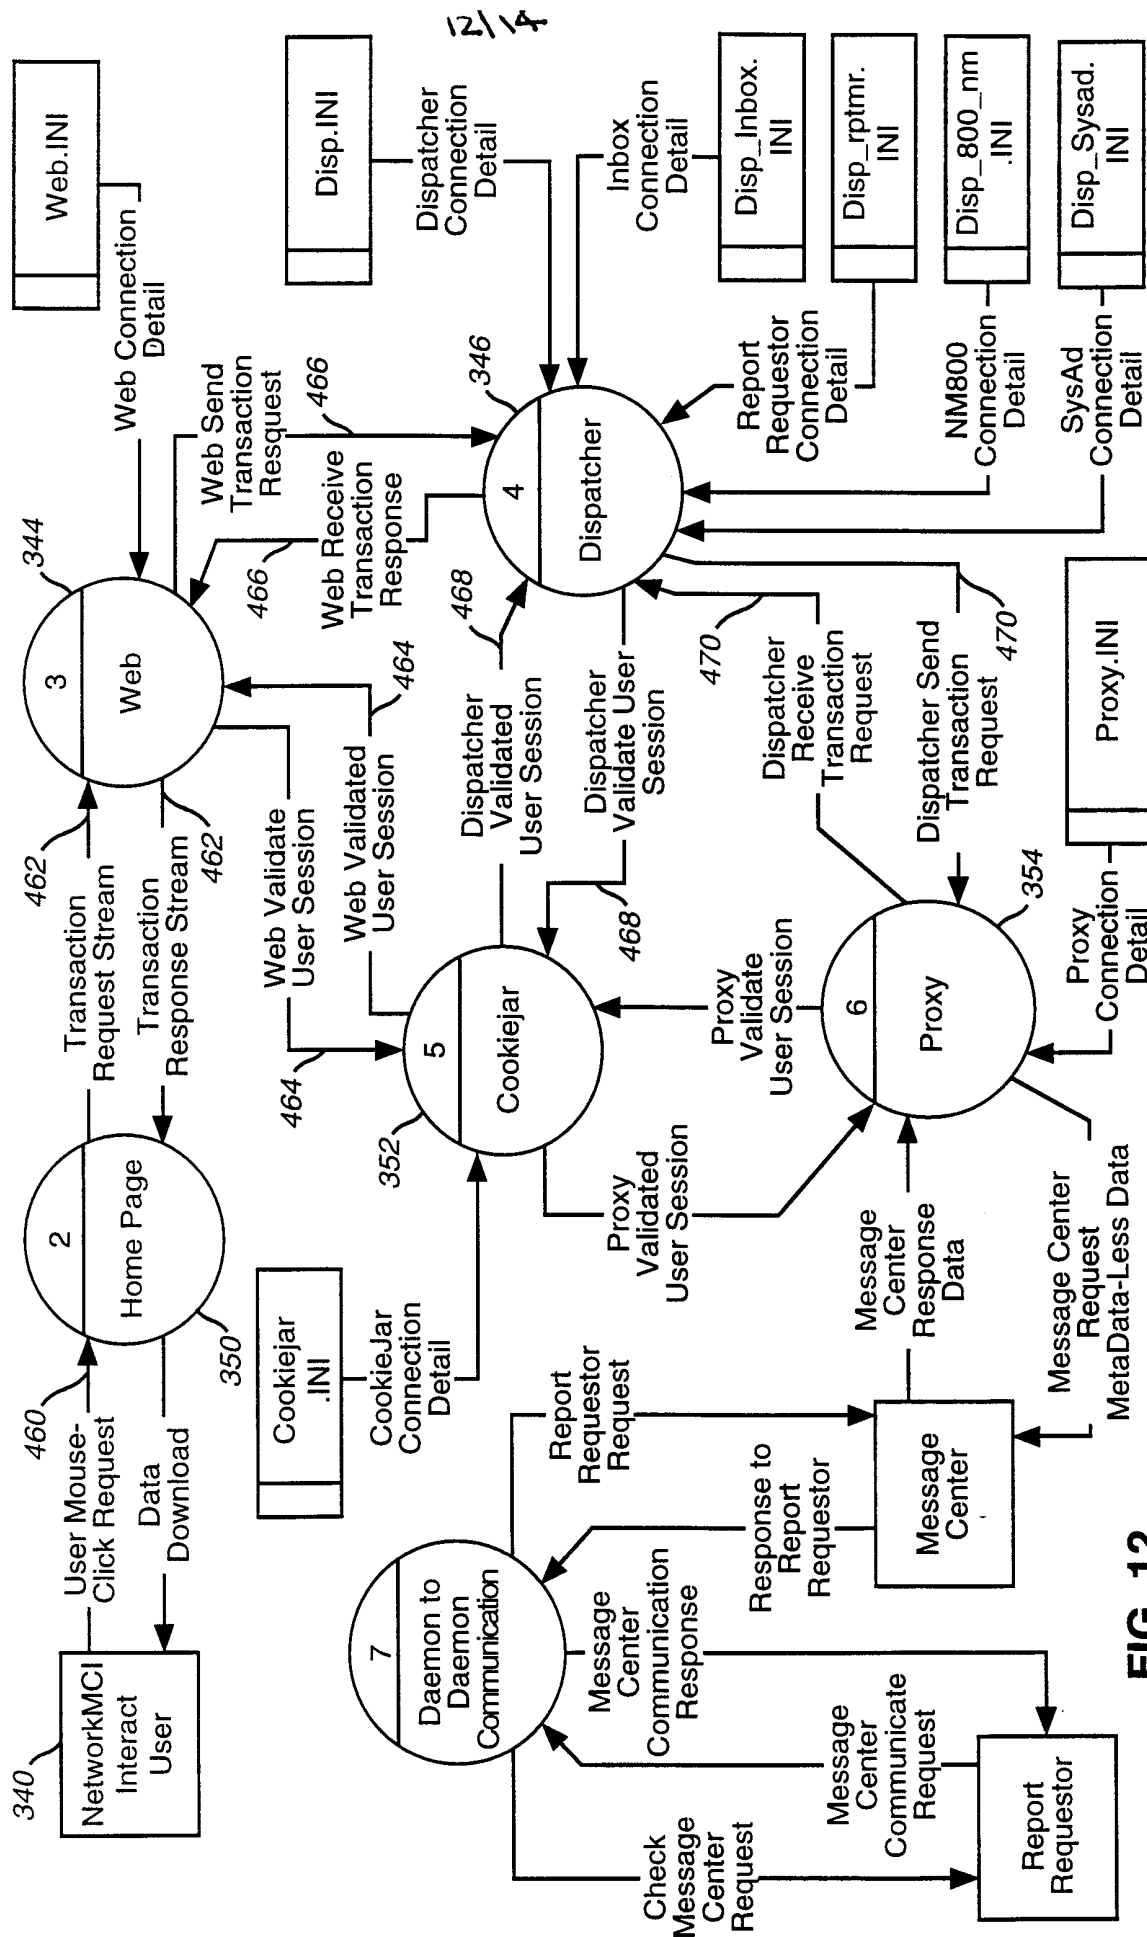 12/14
340
NetworkMCI
Interact
User
User Mouse-
Click Request
460
Data
Download
2
Home Page
350
Transaction
Request Stream
462
Transaction
Response Stream
462
3
Web
344
Web Connection
Detail
Web.INI
Web Validate
User Session
464
Web Validated
User Session
464
Web Send
Transaction
Resquest
466
Web Receive
Transaction
Response
466
Cookiejar
.INI
CookieJar
Connection
Detail
352
5
Cookiejar
Dispatcher
Validated
User Session
468
Dispatcher
Validate User
Session
468
4
Dispatcher
346
Disp.INI
Dispatcher
Connection
Detail
Inbox
Connection
Detail
Disp_Inbox.
INI
Report
Requestor
Connection
Detail
Disp_rptmr.
INI
NM800
Connection
Detail
Disp_800_nm
.INI
SysAd
Connection
Detail
Disp_Sysad.
INI
Proxy
Validated
User Session
Proxy
Validate
User Session
Dispatcher
Receive
Transaction
Request
470
Dispatcher Send
Transaction
Request
470
6
Proxy
354
Proxy
Connection
Detail
Proxy.INI
Message
Center
Response
Data
Message Center
Request
MetaData-Less Data
7
Daemon to
Daemon
Communication
Report
Requestor
Request
Response to
Report
Requestor
Message
Center
Message
Center
Communication
Response
Message
Center
Communicate
Request
Check
Message
Center
Request
Report
Requestor
FIG. 12